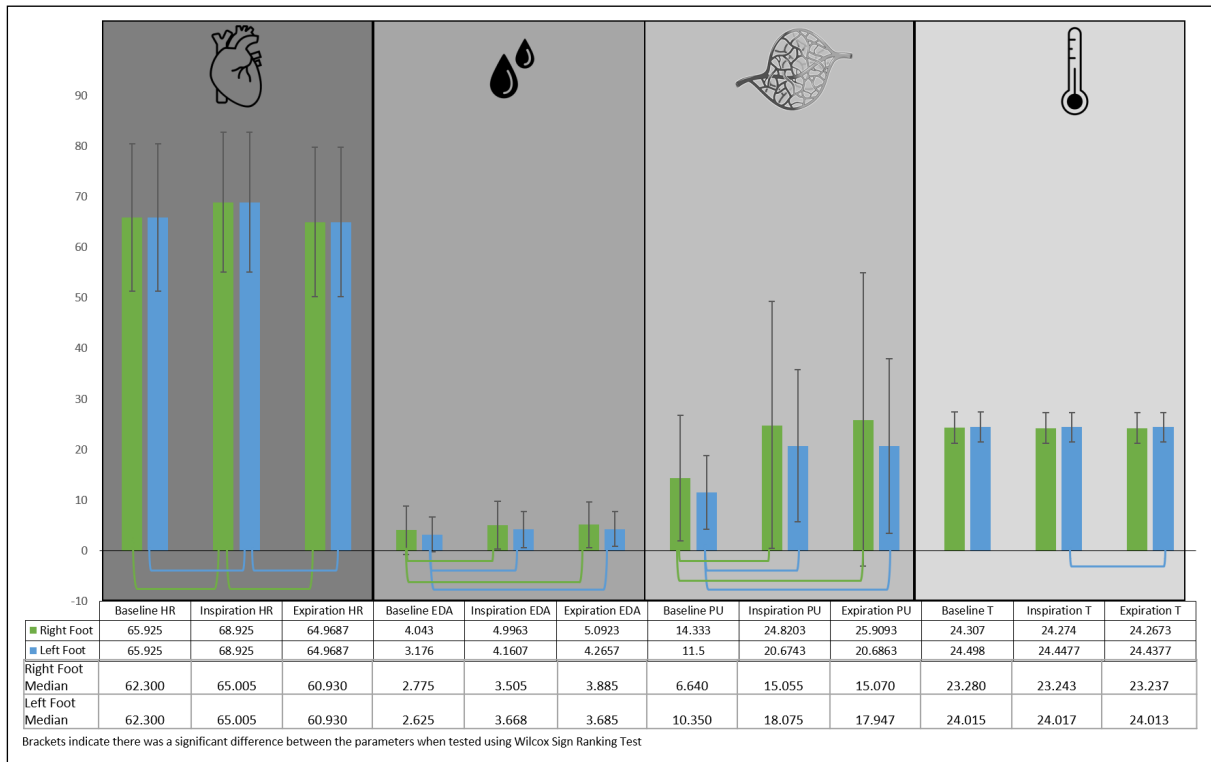 90
80
70
60
50
40
30
20
10
0
-10
Baseline HR Inspiration HR Expiration HR Baseline EDA Inspiration EDA Expiration EDA Baseline PU Inspiration PU Expiration PU Baseline T Inspiration T Expiration T
Right Foot 65.925 68.925 64.9687 4.043 4.9963 5.0923 14.333 24.8203 25.9093 24.307 24.274 24.2673
Left Foot 65.925 68.925 64.9687 3.176 4.1607 4.2657 11.5 20.6743 20.6863 24.498 24.4477 24.4377
Right Foot
Median 62.300 65.005 60.930 2.775 3.505 3.885 6.640 15.055 15.070 23.280 23.243 23.237
Left Foot
Median 62.300 65.005 60.930 2.625 3.668 3.685 10.350 18.075 17.947 24.015 24.017 24.013
Brackets indicate there was a significant difference between the parameters when tested using Wilcox Sign Ranking Test